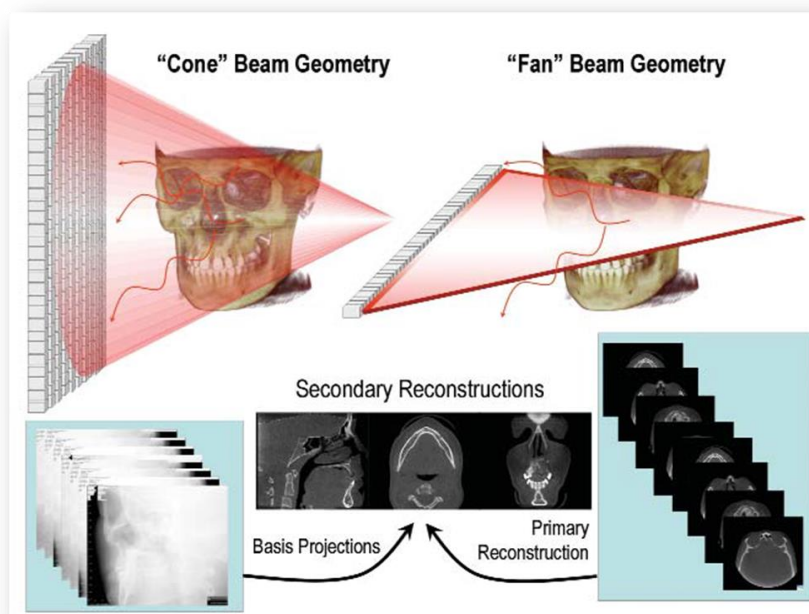 “Cone” Beam Geometry
“Fan” Beam Geometry
Secondary Reconstructions
Basis Projections
Primary
Reconstruction